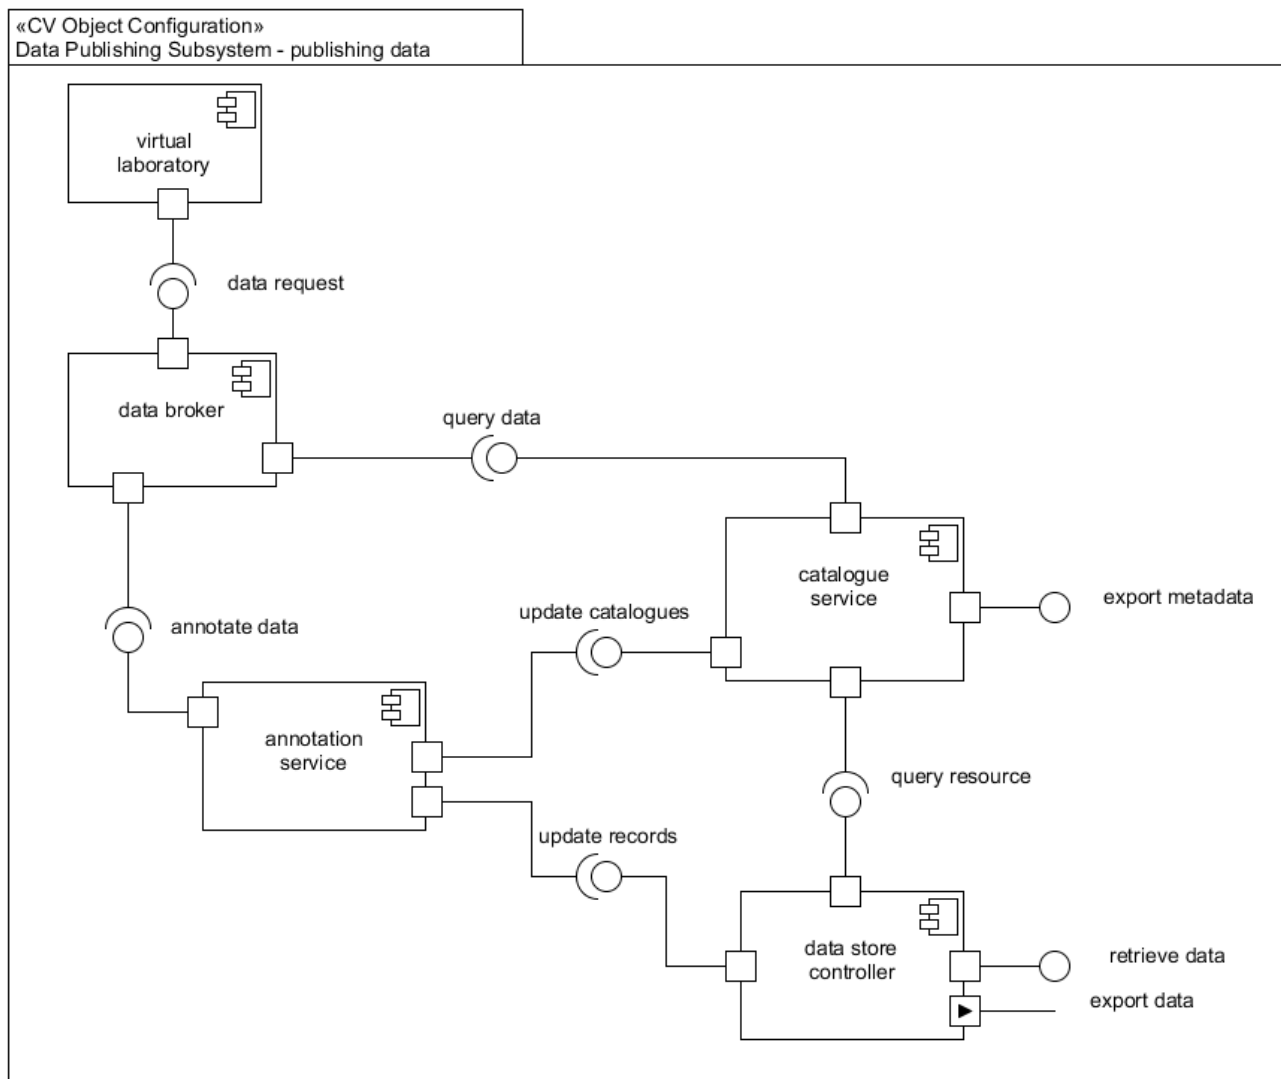 «CV Object Configuration»
Data Publishing Subsystem - publishing data
virtual
laboratory
data request
data broker
query data
catalogue
service
export metadata
update catalogues
annotate data
annotation
service
query resource
update records
data store
controller
retrieve data
export data